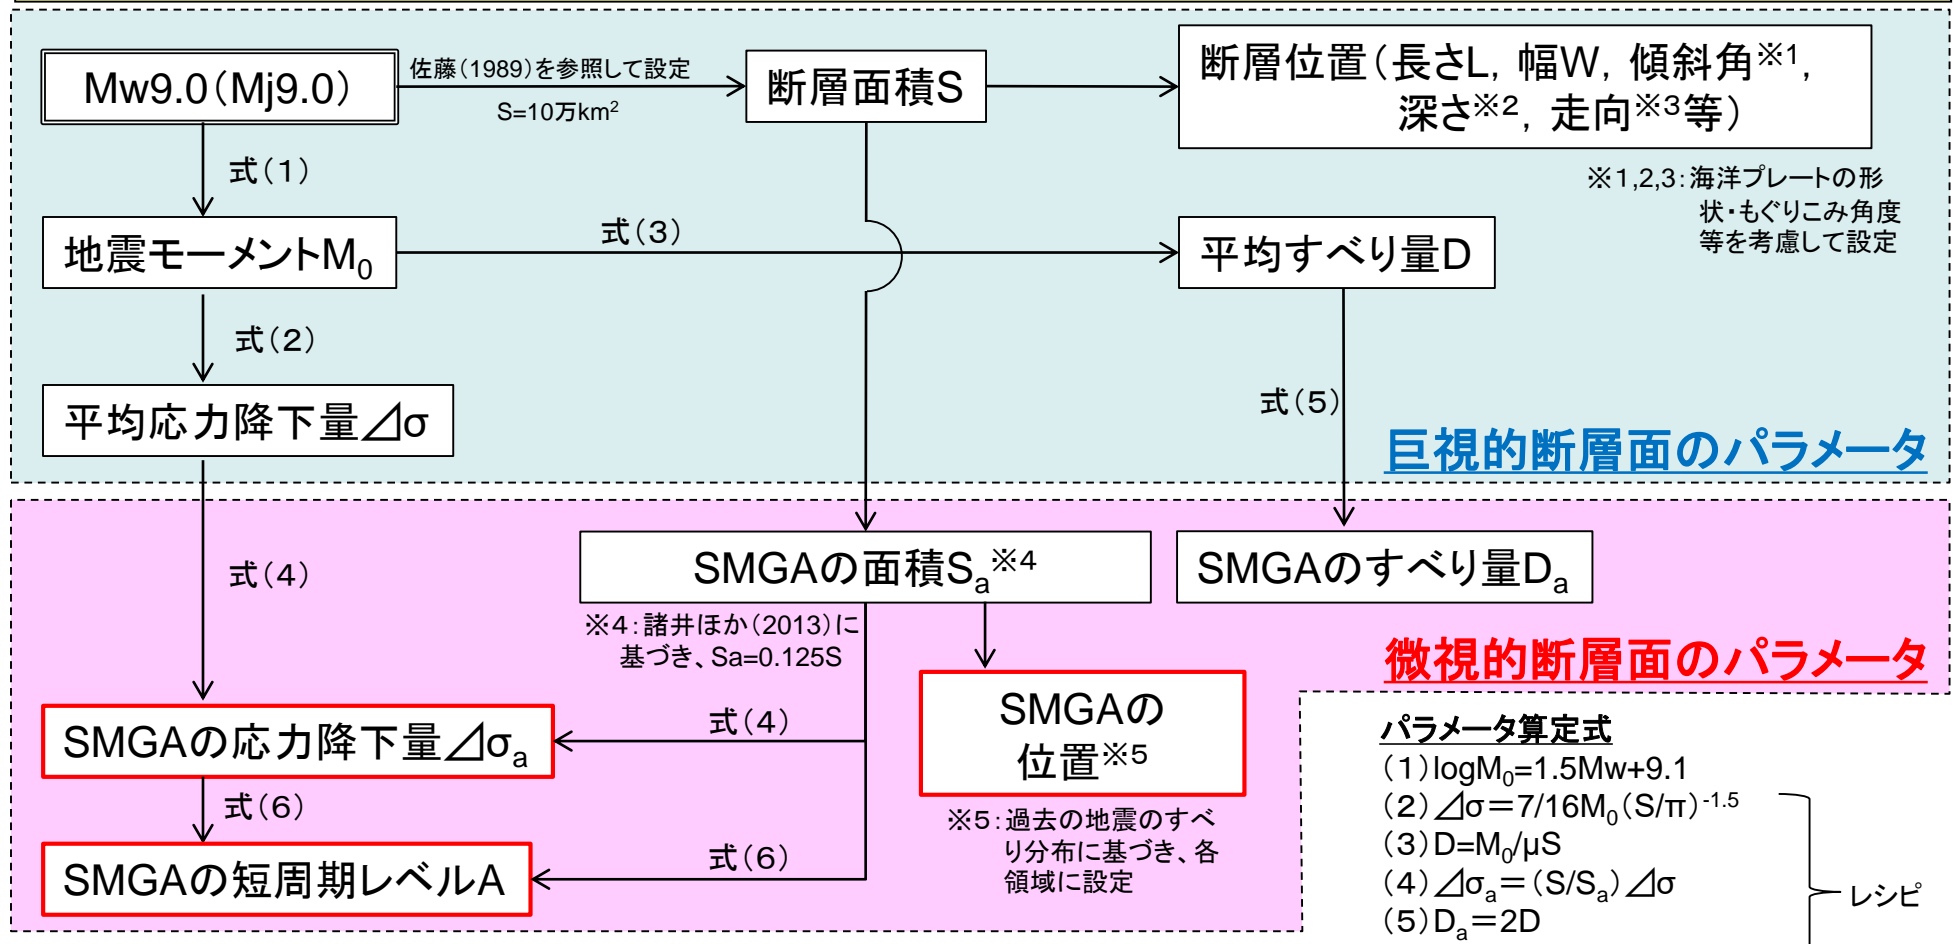 Mw9.0(Mj9.0)
佐藤(1989)を参照して設定
S=10万km²
断層面積S
断層位置(長さL, 幅W, 傾斜角※1,
深さ※2, 走向※3等)
※1,2,3:海洋プレートの形
状・もぐりこみ角度
等を考慮して設定
式(1)
地震モーメントM₀
式(3)
平均すべり量D
式(2)
平均応力降下量⊿σ
式(5)
巨視的断層面のパラメータ
式(4)
SMGAの面積Sₐ※4
SMGAのすべり量Dₐ
※4:諸井ほか(2013)に
基づき、Sa=0.125S
微視的断層面のパラメータ
SMGAの応力降下量⊿σₐ
式(4)
SMGAの
位置※5
式(6)
※5:過去の地震のすべ
り分布に基づき、各
領域に設定
SMGAの短周期レベルA
式(6)
パラメータ算定式
(1)logM₀=1.5Mw+9.1
(2)⊿σ=7/16M₀(S/π)⁻¹·⁵
(3)D=M₀/μS
(4)⊿σₐ=(S/Sₐ)⊿σ
(5)Dₐ=2D
レシピ